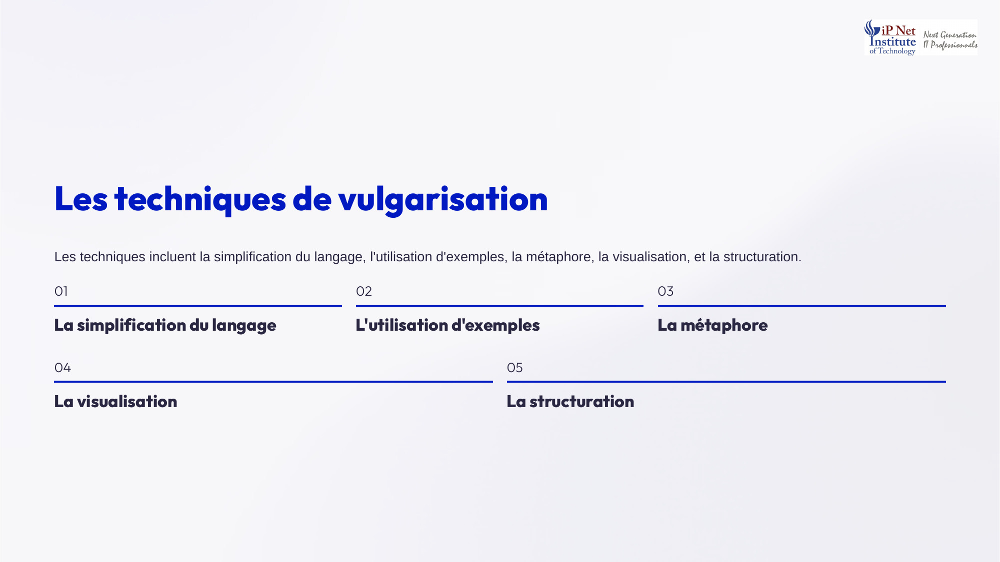 iP Net
Institute
of Technology
Next Generation
IT Professionnels
Les techniques de vulgarisation
Les techniques incluent la simplification du langage, l'utilisation d'exemples, la métaphore, la visualisation, et la structuration.
01
02
03
La simplification du langage
L'utilisation d'exemples
La métaphore
04
05
La visualisation
La structuration